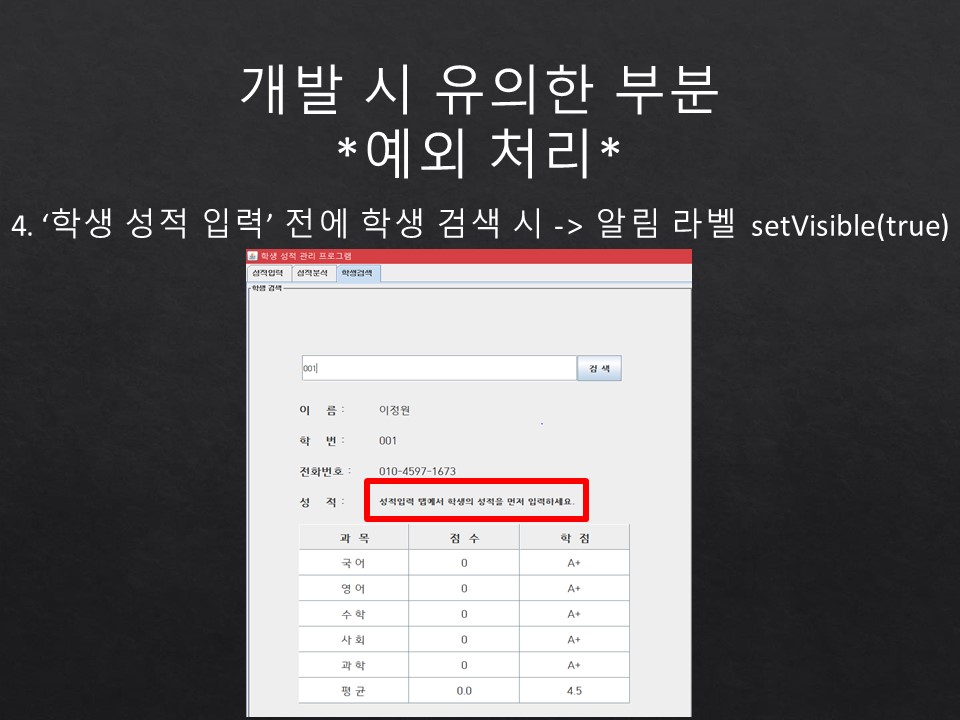 개발 시 유의한 부분
*예외 처리*
4. ‘학생 성적 입력’ 전에 학생 검색 시 -> 알림 라벨 setVisible(true)
학생 성적 관리 프로그램
성적입력 성적분석 학생검색
학생 검색
001 검 색
이 름 : 이정원
학 번 : 001
전화번호 : 010-4597-1673
성 적 : 성적입력 탭에서 학생의 성적을 먼저 입력하세요.
과 목 점 수 학 점
국 어 0 A+
영 어 0 A+
수 학 0 A+
사 회 0 A+
과 학 0 A+
평 균 0.0 4.5